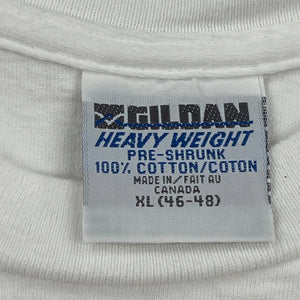 GILDAN
HEAVY WEIGHT
PRE-SHRUNK
100% COTTON/COTON
MADE IN/FAIT AU
CANADA
XL (46-48)